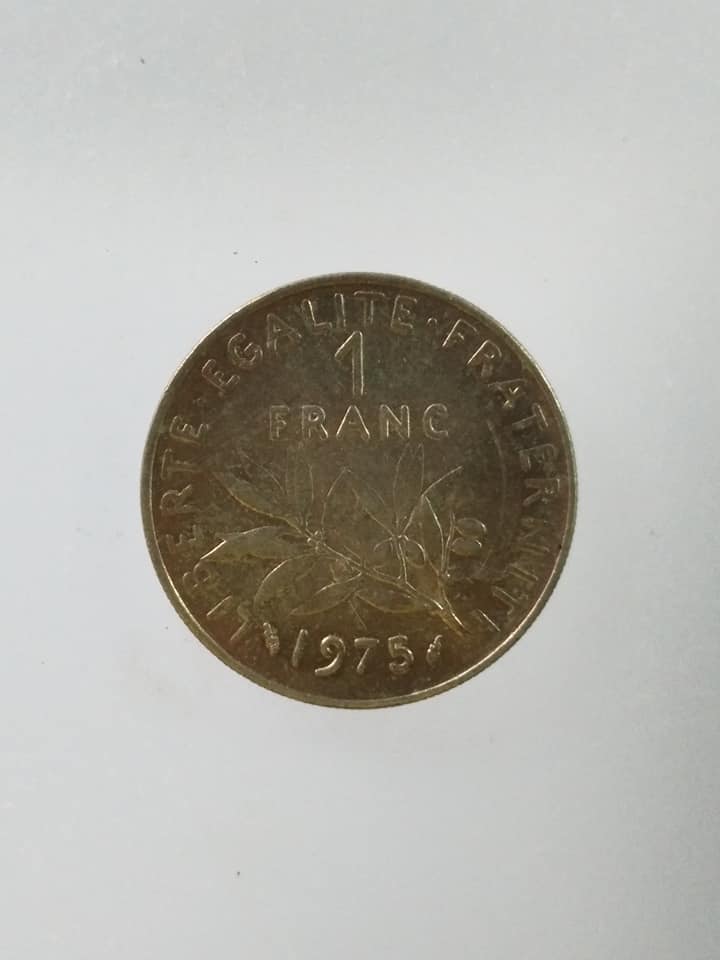 LIBERTE · EGALITE · FRATERNITE
1
FRANC
1975